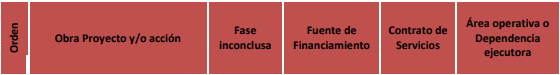 Orden
Obra Proyecto y/o acción
Fase
inconclusa
Fuente de
Financiamiento
Contrato de
Servicios
Área operativa o
Dependencia
ejecutora